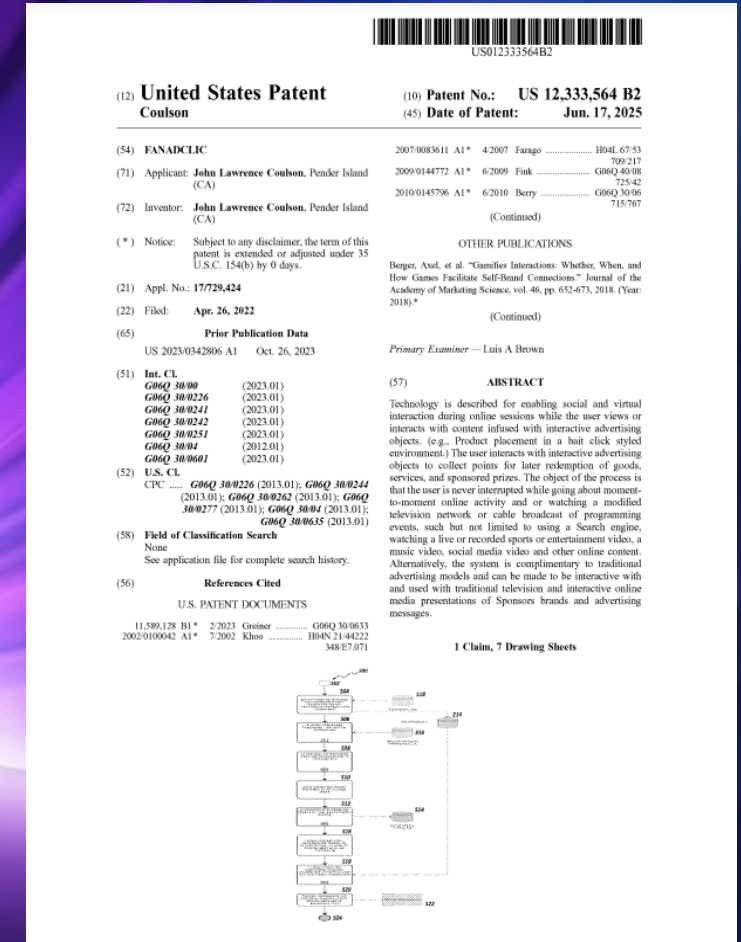 US012333564B2
(12) United States Patent
Coulson
(10) Patent No.: US 12,333,564 B2
(45) Date of Patent: Jun. 17, 2025
(54) FANADCLIC
(71) Applicant: John Lawrence Coulson, Pender Island
(CA)
(72) Inventor: John Lawrence Coulson, Pender Island
(CA)
( * ) Notice: Subject to any disclaimer, the term of this
patent is extended or adjusted under 35
U.S.C. 154(b) by 0 days.
(21) Appl. No.: 17/729,424
(22) Filed: Apr. 26, 2022
(65) Prior Publication Data
US 2023/0342806 A1 Oct. 26, 2023
(51) Int. Cl.
G06Q 30/00 (2023.01)
G06Q 30/0226 (2023.01)
G06Q 30/0241 (2023.01)
G06Q 30/0242 (2023.01)
G06Q 30/0251 (2023.01)
G06Q 30/04 (2012.01)
G06Q 30/0601 (2023.01)
(52) U.S. Cl.
CPC ..... G06Q 30/0226 (2013.01); G06Q 30/0244
(2013.01); G06Q 30/0262 (2013.01); G06Q
30/0277 (2013.01); G06Q 30/04 (2013.01);
G06Q 30/0635 (2013.01)
(58) Field of Classification Search
None
See application file for complete search history.
(56) References Cited
U.S. PATENT DOCUMENTS
11,589,128 B1* 2/2023 Greiner ............. G06Q 30/0633
2002/0100042 A1* 7/2002 Khoo ............. H04N 21/44222
348/E7.071
2007/0083611 A1* 4/2007 Farago ................... H04L 67/53
709/217
2009/0144772 A1* 6/2009 Fink ..................... G06Q 40/08
725/42
2010/0145796 A1* 6/2010 Berry ................... G06Q 30/06
715/767
(Continued)
OTHER PUBLICATIONS
Berger, Axel, et al. "Gamifies Interactions: Whether, When, and
How Games Facilitate Self-Brand Connections." Journal of the
Academy of Marketing Science, vol. 46, pp. 652-673, 2018. (Year:
2018).*
(Continued)
Primary Examiner — Luis A Brown
(57) ABSTRACT
Technology is described for enabling social and virtual
interaction during online sessions while the user views or
interacts with content infused with interactive advertising
objects. (e.g., Product placement in a bait click styled
environment.) The user interacts with interactive advertising
objects to collect points for later redemption of goods,
services, and sponsored prizes. The object of the process is
that the user is never interrupted while going about moment-
to-moment online activity and or watching a modified
television network or cable broadcast of programming
events, such but not limited to using a Search engine,
watching a live or recorded sports or entertainment video, a
music video, social media video and other online content.
Alternatively, the system is complimentary to traditional
advertising models and can be made to be interactive with
and used with traditional television and interactive online
media presentations of Sponsors brands and advertising
messages.
1 Claim, 7 Drawing Sheets
500
502
504
506
508
510
512
514
518
520
522
524